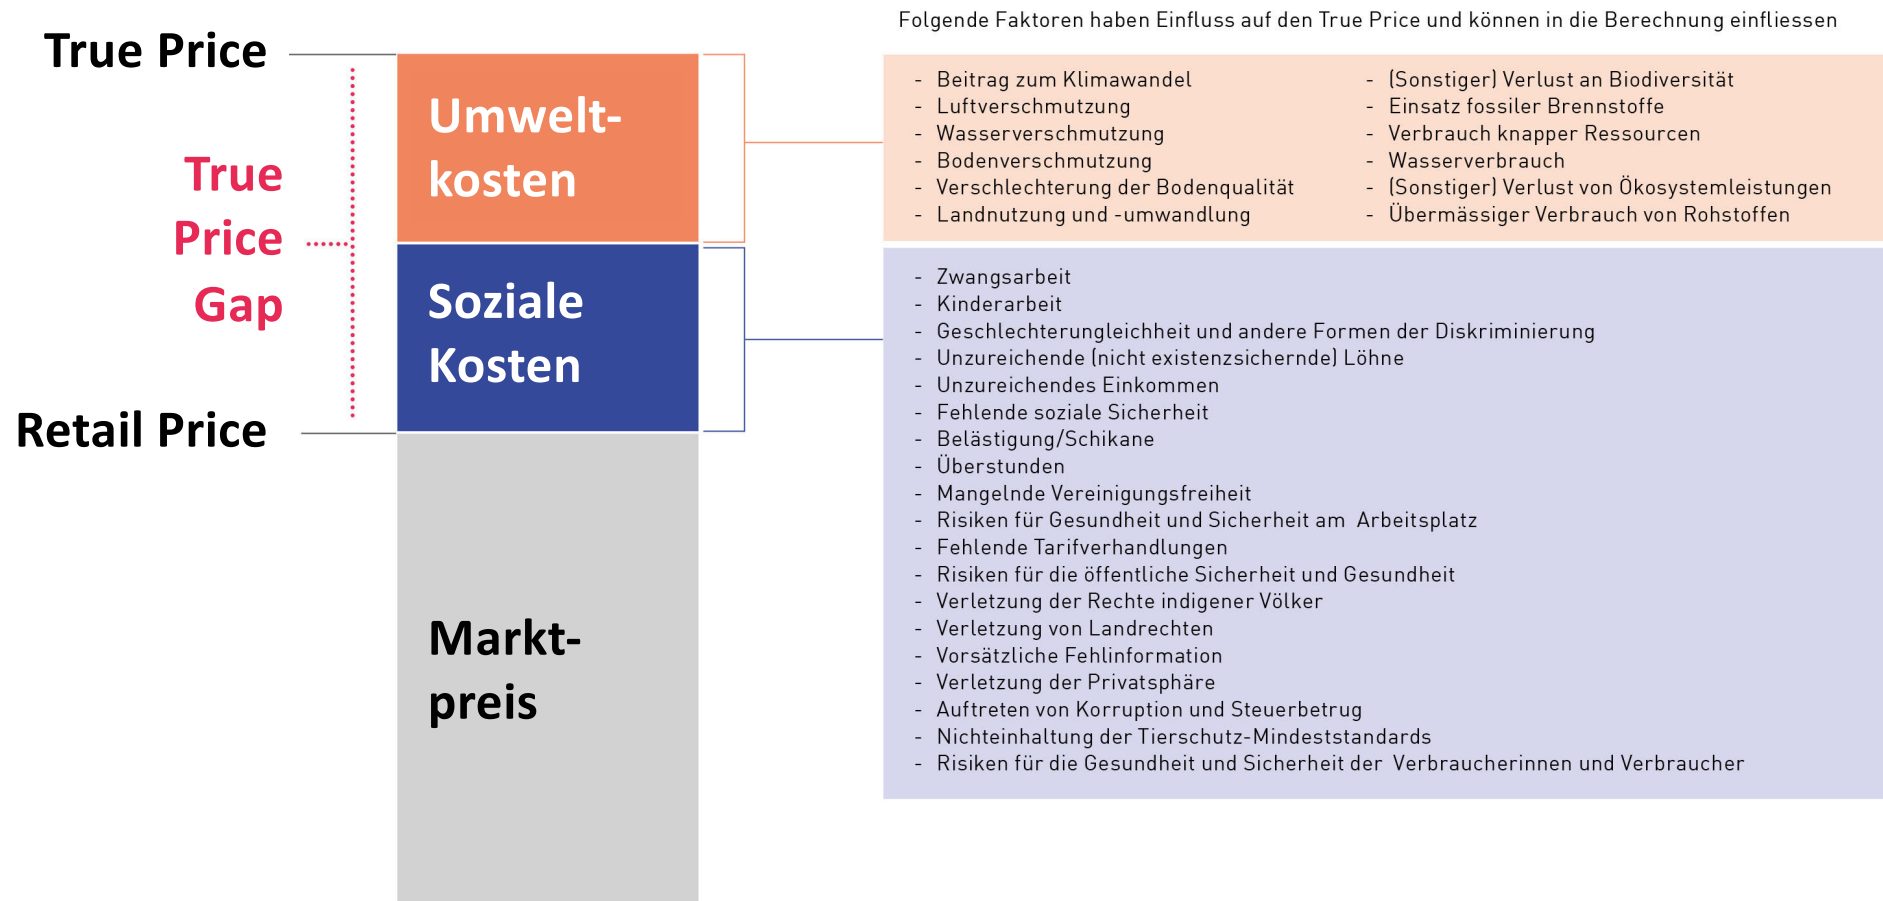 Folgende Faktoren haben Einfluss auf den True Price und können in die Berechnung einfliessen
True Price
True
Price
Gap
Retail Price
Umwelt-
kosten
Soziale
Kosten
Markt-
preis
- Beitrag zum Klimawandel
- Luftverschmutzung
- Wasserverschmutzung
- Bodenverschmutzung
- Verschlechterung der Bodenqualität
- Landnutzung und -umwandlung
- (Sonstiger) Verlust an Biodiversität
- Einsatz fossiler Brennstoffe
- Verbrauch knapper Ressourcen
- Wasserverbrauch
- (Sonstiger) Verlust von Ökosystemleistungen
- Übermässiger Verbrauch von Rohstoffen
- Zwangsarbeit
- Kinderarbeit
- Geschlechterungleichheit und andere Formen der Diskriminierung
- Unzureichende (nicht existenzsichernde) Löhne
- Unzureichendes Einkommen
- Fehlende soziale Sicherheit
- Belästigung/Schikane
- Überstunden
- Mangelnde Vereinigungsfreiheit
- Risiken für Gesundheit und Sicherheit am Arbeitsplatz
- Fehlende Tarifverhandlungen
- Risiken für die öffentliche Sicherheit und Gesundheit
- Verletzung der Rechte indigener Völker
- Verletzung von Landrechten
- Vorsätzliche Fehlinformation
- Verletzung der Privatsphäre
- Auftreten von Korruption und Steuerbetrug
- Nichteinhaltung der Tierschutz-Mindeststandards
- Risiken für die Gesundheit und Sicherheit der Verbraucherinnen und Verbraucher